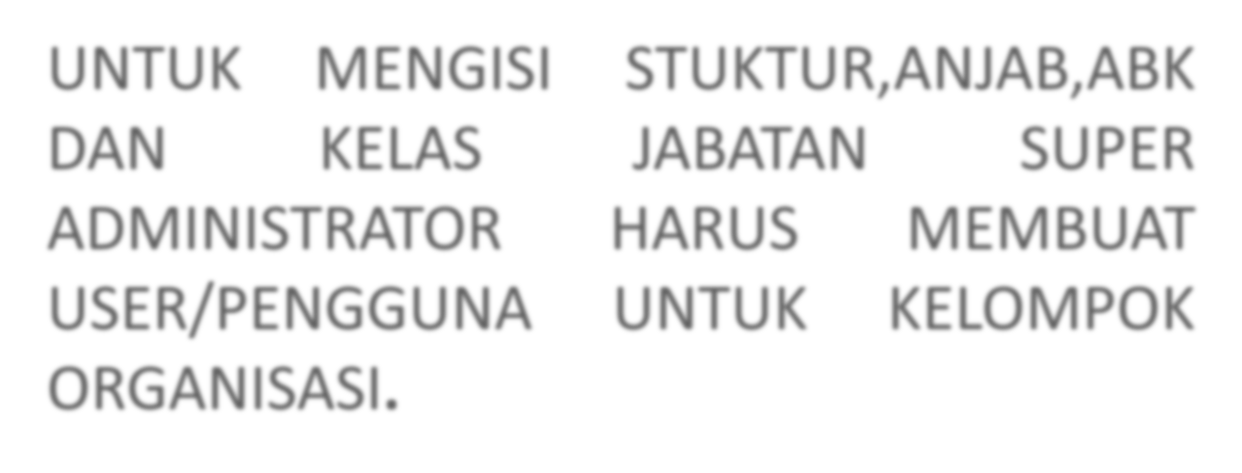 UNTUK MENGISI STUKTUR,ANJAB,ABK
DAN KELAS JABATAN SUPER
ADMINISTRATOR HARUS MEMBUAT
USER/PENGGUNA UNTUK KELOMPOK
ORGANISASI.